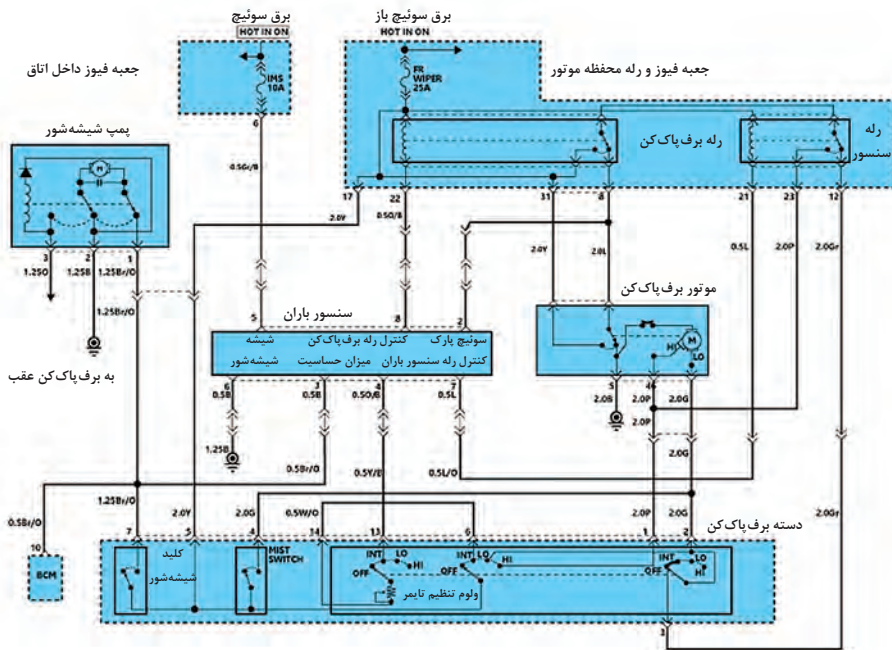 برق سوئیچ
HOT IN ON
برق سوئیچ باز
HOT IN ON
جعبه فیوز داخل اتاق
IMS
10A
FR
WIPER
25A
جعبه فیوز و رله محفظه موتور
پمپ شیشه‌شور
M
رله برف‌پاک‌کن
رله
سنسور
6
17
22
31
8
21
23
12
0.5Gr/B
2.0Y
0.5O/B
2.0Y
2.0L
0.5L
2.0P
2.0Gr
3
2
1
1.25O
1.25B
1.25Br/O
1.25Br/O
به برف‌پاک‌کن عقب
سنسور باران
5
8
2
شیشه
کنترل رله برف‌پاک‌کن
سوئیچ پارک
شیشه‌شور
میزان حساسیت
کنترل رله سنسور باران
6
3
4
7
0.5B
0.5B
0.5O/B
0.5L
1.25B
موتور برف‌پاک‌کن
M
HI
LO
5
46
2.0B
2.0P
2.0G
2.0P
2.0G
0.5Br/O
0.5Y/B
0.5L/O
0.5Br/O
1.25Br/O
2.0Y
2.0G
0.5W/O
2.0P
2.0G
2.0Gr
دسته برف‌پاک‌کن
7
5
4
14
13
6
1
2
10
BCM
کلید
شیشه‌شور
MIST
SWITCH
INT
LO
HI
OFF
INT
LO
HI
OFF
INT
LO
HI
OFF
ولوم تنظیم تایمر
3